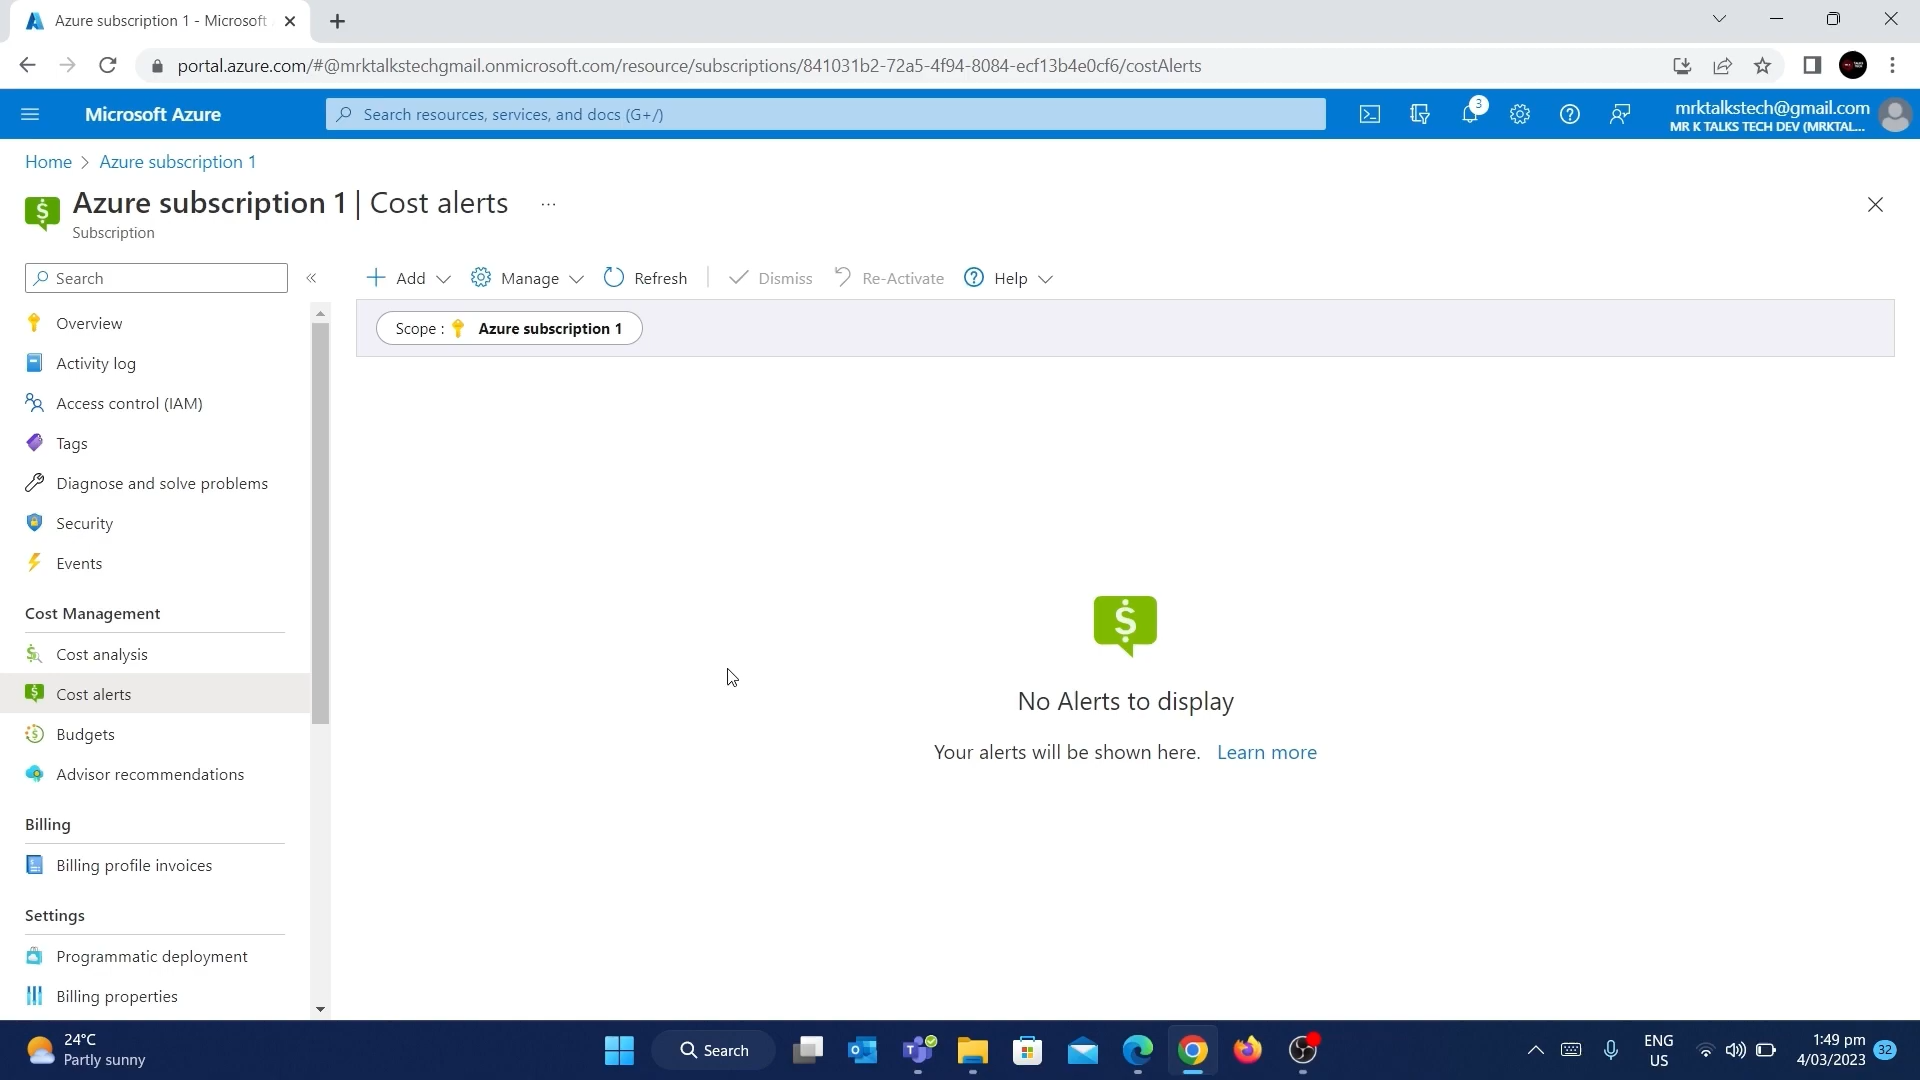 Azure subscription 1 - Microsoft
portal.azure.com/#@mrktalkstechgmail.onmicrosoft.com/resource/subscriptions/841031b2-72a5-4f94-8084-ecf13b4e0cf6/costAlerts
Microsoft Azure
Search resources, services, and docs (G+/)
3
mrktalkstech@gmail.com
MR K TALKS TECH DEV (MRKTAL...
Home > Azure subscription 1
Azure subscription 1 | Cost alerts ...
Subscription
Search
Add
Manage
Refresh
Dismiss
Re-Activate
Help
Scope : Azure subscription 1
Overview
Activity log
Access control (IAM)
Tags
Diagnose and solve problems
Security
Events
Cost Management
Cost analysis
Cost alerts
Budgets
Advisor recommendations
Billing
Billing profile invoices
Settings
Programmatic deployment
Billing properties
No Alerts to display
Your alerts will be shown here. Learn more
24°C
Partly sunny
Search
ENG
US
1:49 pm
4/03/2023
32